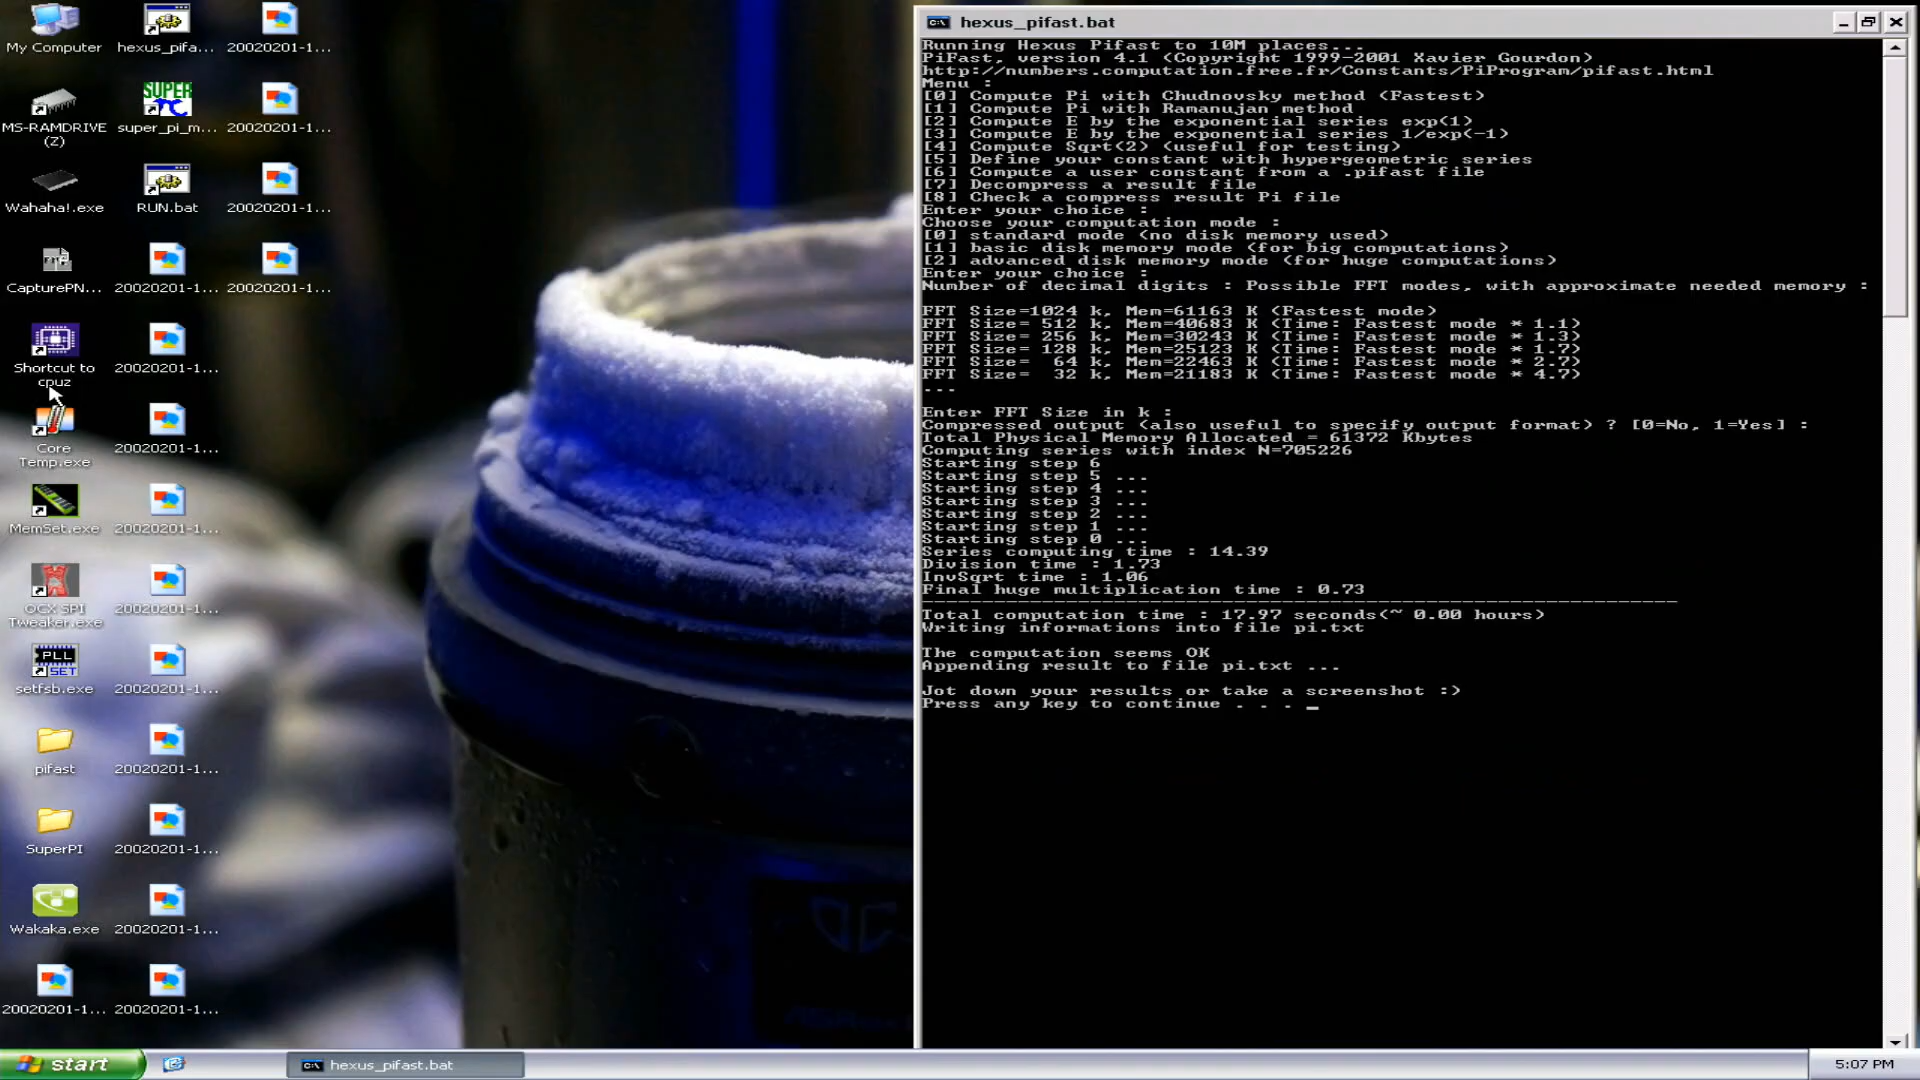 My Computer
hexus_pifa...
20020201-1...
MS-RAMDRIVE
(Z)
SUPER
super_pi_m...
20020201-1...
Wahaha!.exe
RUN.bat
20020201-1...
CapturePN...
20020201-1...
20020201-1...
Shortcut to
cpuz
20020201-1...
Core
Temp.exe
20020201-1...
MemSet.exe
20020201-1...
OCX SPI
Tweaker.exe
20020201-1...
PLL
SET
setfsb.exe
20020201-1...
pifast
20020201-1...
SuperPI
20020201-1...
Wakaka.exe
20020201-1...
20020201-1...
20020201-1...
hexus_pifast.bat
Running Hexus Pifast to 10M places...
PiFast, version 4.1 (Copyright 1999-2001 Xavier Gourdon)
http://numbers.computation.free.fr/Constants/PiProgram/pifast.html
Menu :
[0] Compute Pi with Chudnovsky method (Fastest)
[1] Compute Pi with Ramanujan method
[2] Compute E by the exponential series exp(1)
[3] Compute E by the exponential series 1/exp(-1)
[4] Compute Sqrt(2) (useful for testing)
[5] Define your constant with hypergeometric series
[6] Compute a user constant from a .pifast file
[7] Decompress a result file
[8] Check a compress result Pi file
Enter your choice :
Choose your computation mode :
[0] standard mode (no disk memory used)
[1] basic disk memory mode (for big computations)
[2] advanced disk memory mode (for huge computations)
Enter your choice :
Number of decimal digits : Possible FFT modes, with approximate needed memory :
FFT Size=1024 k, Mem=61163 K (Fastest mode)
FFT Size= 512 k, Mem=40683 K (Time: Fastest mode * 1.1)
FFT Size= 256 k, Mem=30243 K (Time: Fastest mode * 1.3)
FFT Size= 128 k, Mem=25123 K (Time: Fastest mode * 1.7)
FFT Size=  64 k, Mem=22463 K (Time: Fastest mode * 2.7)
FFT Size=  32 k, Mem=21183 K (Time: Fastest mode * 4.7)
...
Enter FFT Size in k :
Compressed output (also useful to specify output format) ? [0=No, 1=Yes] :
Total Physical Memory Allocated = 61372 Kbytes
Computing series with index N=705226
Starting step 6
Starting step 5 ...
Starting step 4 ...
Starting step 3 ...
Starting step 2 ...
Starting step 1 ...
Starting step 0 ...
Series computing time : 14.39
Division time : 1.73
InvSqrt time : 1.06
Final huge multiplication time : 0.73
Total computation time : 17.97 seconds(~ 0.00 hours)
Writing informations into file pi.txt
The computation seems OK
Appending result to file pi.txt ...
Jot down your results or take a screenshot :)
Press any key to continue . . . _
start
hexus_pifast.bat
5:07 PM